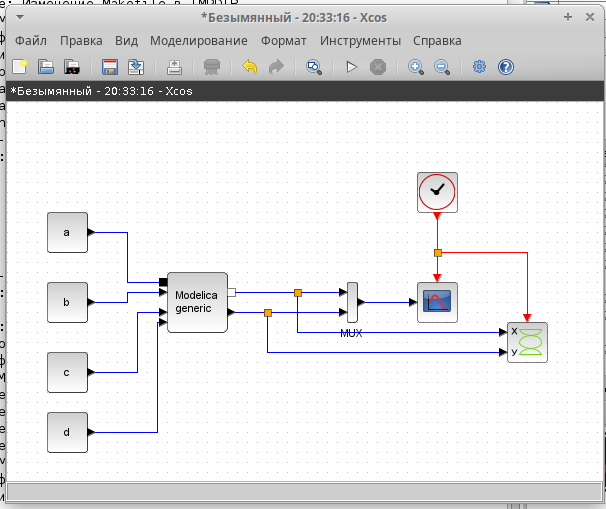 *Безымянный - 20:33:16 - Xcos
Файл Правка Вид Моделирование Формат Инструменты Справка
*Безымянный - 20:33:16 - Xcos
a
b
Modelica
generic
MUX
X
y
c
d